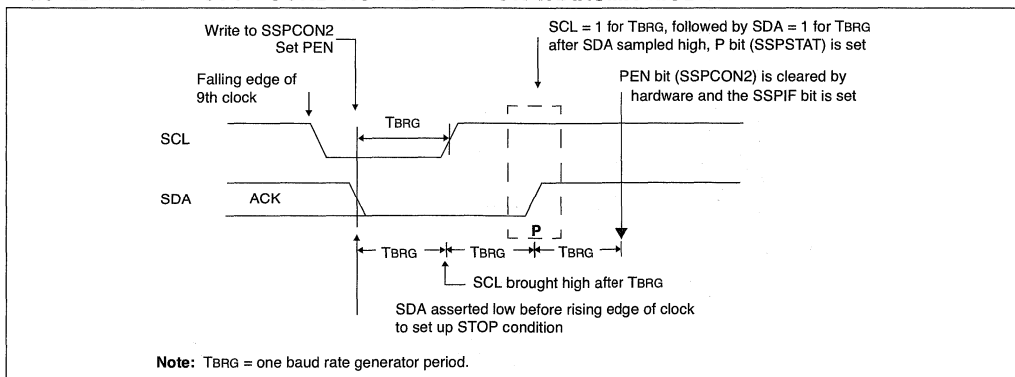 Write to SSPCON2
Set PEN
SCL = 1 for TBRG, followed by SDA = 1 for TBRG
after SDA sampled high, P bit (SSPSTAT) is set
Falling edge of
9th clock
PEN bit (SSPCON2) is cleared by
hardware and the SSPIF bit is set
TBRG
SCL
SDA
ACK
P
TBRG
TBRG
TBRG
SCL brought high after TBRG
SDA asserted low before rising edge of clock
to set up STOP condition
Note: TBRG = one baud rate generator period.